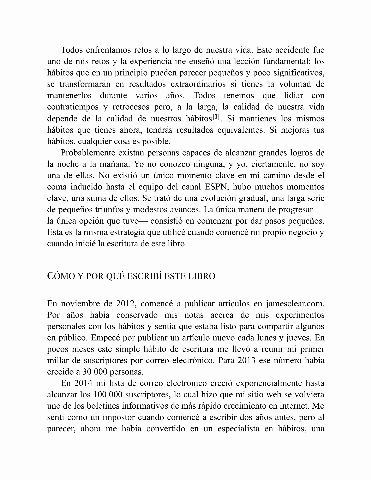 Todos enfrentamos retos a lo largo de nuestra vida. Este accidente fue
uno de mis retos y la experiencia me enseñó una lección fundamental: los
hábitos que en un principio pueden parecer pequeños y poco significativos,
se transformarán en resultados extraordinarios si tienes la voluntad de
mantenerlos durante varios años. Todos tenemos que lidiar con
contratiempos y retrocesos pero, a la larga, la calidad de nuestra vida
depende de la calidad de nuestros hábitos[1]. Si mantienes los mismos
hábitos que tienes ahora, tendrás resultados equivalentes. Si mejoras tus
hábitos, cualquier cosa es posible.
Probablemente existan personas capaces de alcanzar grandes logros de
la noche a la mañana. Yo no conozco ninguna, y yo, ciertamente, no soy
una de ellas. No existió un único momento clave en mi camino desde el
coma inducido hasta el equipo del canal ESPN, hubo muchos momentos
clave, una suma de ellos. Se trató de una evolución gradual, una larga serie
de pequeños triunfos y modestos avances. La única manera de progresar —
la única opción que tuve— consistió en comenzar por dar pasos pequeños.
Esta es la misma estrategia que utilicé cuando comencé mi propio negocio y
cuando inicié la escritura de este libro.
CÓMO Y POR QUÉ ESCRIBÍ ESTE LIBRO
En noviembre de 2012, comencé a publicar artículos en jamesclear.com.
Por años había conservado mis notas acerca de mis experimentos
personales con los hábitos y sentía que estaba listo para compartir algunos
en público. Empecé por publicar un artículo nuevo cada lunes y jueves. En
pocos meses este simple hábito de escritura me llevó a reunir mi primer
millar de suscriptores por correo electrónico. Para 2013 ese número había
crecido a 30 000 personas.
En 2014 mi lista de correo electrónico creció exponencialmente hasta
alcanzar los 100 000 suscriptores, lo cual hizo que mi sitio web se volviera
uno de los boletines informativos de más rápido crecimiento en internet. Me
sentí como un impostor cuando comencé a escribir dos años antes, pero al
parecer, ahora me había convertido en un especialista en hábitos, una